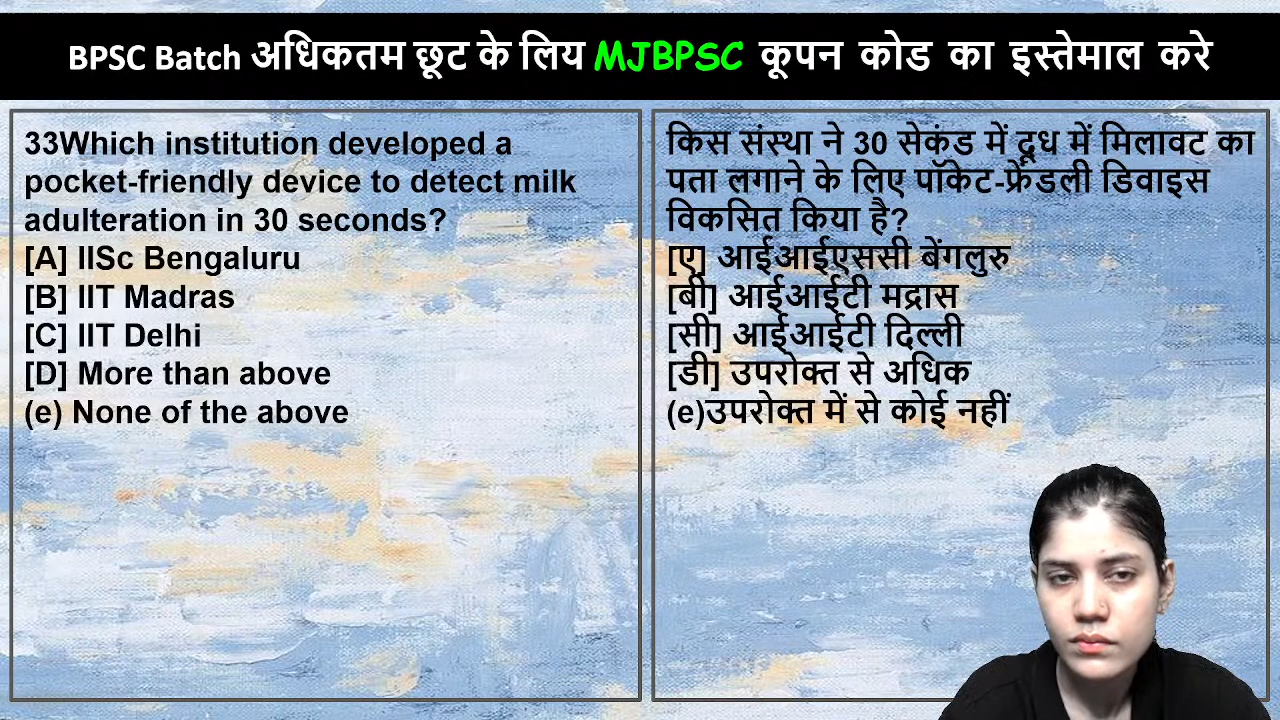 BPSC Batch अधिकतम छूट के लिय MJBPSC कूपन कोड का इस्तेमाल करे
33Which institution developed a
pocket-friendly device to detect milk
adulteration in 30 seconds?
[A] IISc Bengaluru
[B] IIT Madras
[C] IIT Delhi
[D] More than above
(e) None of the above
किस संस्था ने 30 सेकंड में दूध में मिलावट का
पता लगाने के लिए पॉकेट-फ्रेंडली डिवाइस
विकसित किया है?
[ए] आईआईएससी बेंगलुरु
[बी] आईआईटी मद्रास
[सी] आईआईटी दिल्ली
[डी] उपरोक्त से अधिक
(e)उपरोक्त में से कोई नहीं